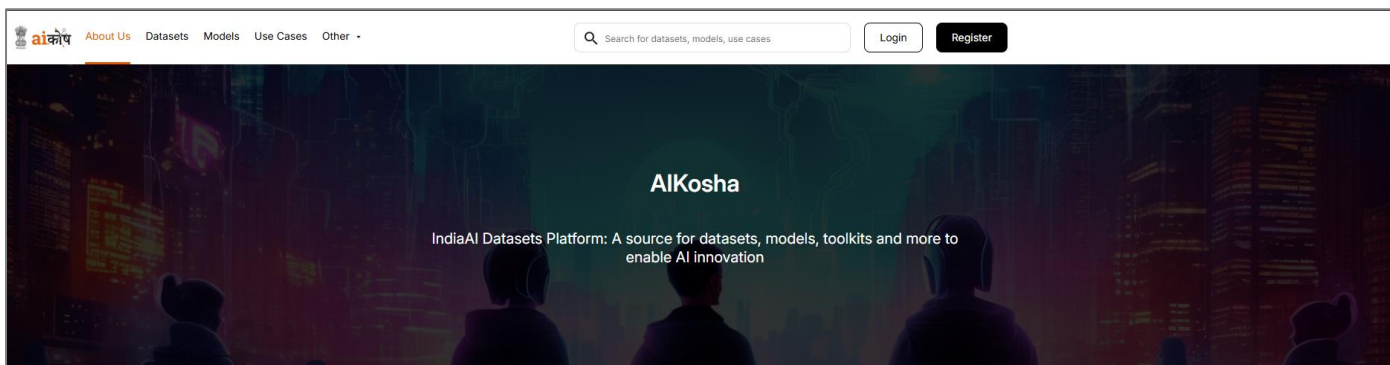 aiकोष
About Us Datasets Models Use Cases Other
Search for datasets, models, use cases
Login
Register
AIKosha
IndiaAI Datasets Platform: A source for datasets, models, toolkits and more to
enable AI innovation